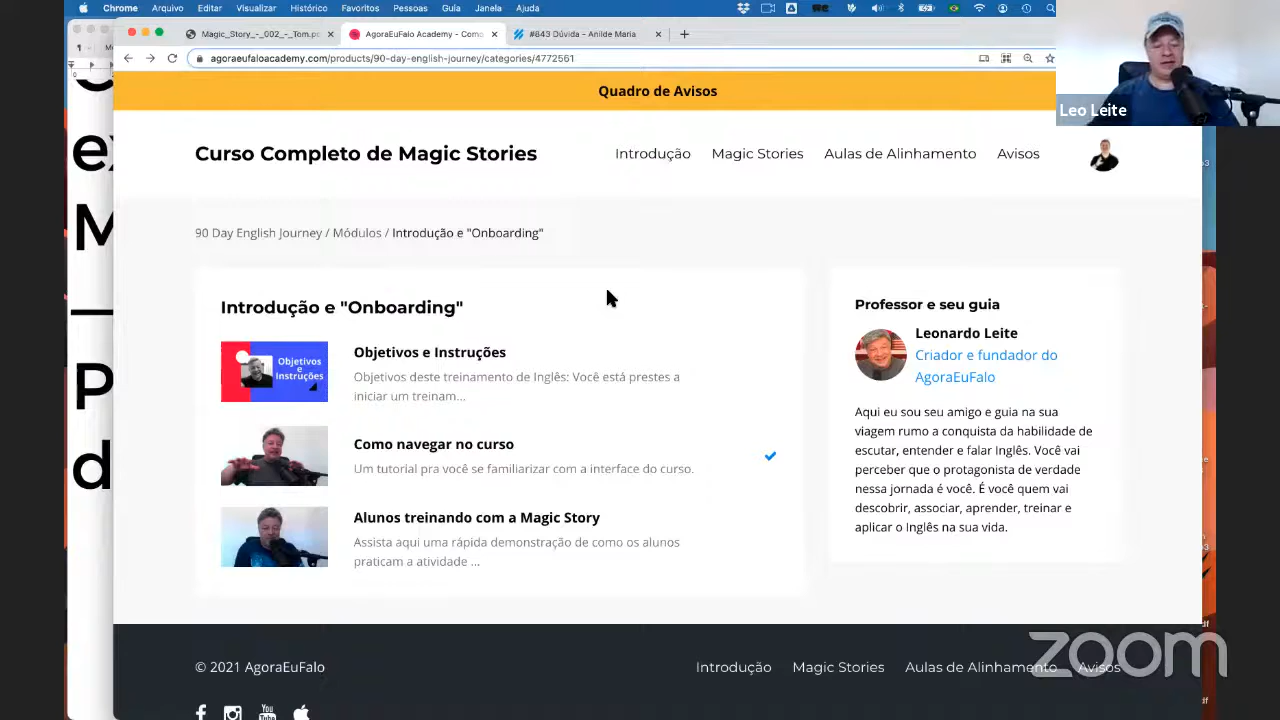 Chrome Arquivo Editar Visualizar Histórico Favoritos Pessoas Guia Janela Ajuda
Magic_Story_-_002_-_Tom.p
AgoraEuFalo Academy - Como
#643 Dúvida - Anilde Maria
agoraeufaloacademy.com/products/90-day-english-journey/categories/4772561
Leo Leite
Quadro de Avisos
Curso Completo de Magic Stories
Introdução Magic Stories Aulas de Alinhamento Avisos
90 Day English Journey / Módulos / Introdução e "Onboarding"
Introdução e "Onboarding"
Objetivos e Instruções
Objetivos e Instruções
Objetivos deste treinamento de Inglês: Você está prestes a
iniciar um treinam...
Como navegar no curso
Um tutorial pra você se familiarizar com a interface do curso.
Alunos treinando com a Magic Story
Assista aqui uma rápida demonstração de como os alunos
praticam a atividade ...
Professor e seu guia
Leonardo Leite
Criador e fundador do
AgoraEuFalo
Aqui eu sou seu amigo e guia na sua
viagem rumo a conquista da habilidade de
escutar, entender e falar Inglês. Você vai
perceber que o protagonista de verdade
nessa jornada é você. É você quem vai
descobrir, associar, aprender, treinar e
aplicar o Inglês na sua vida.
© 2021 AgoraEuFalo
Introdução Magic Stories Aulas de Alinhamento Avisos
You
Tube
zoom